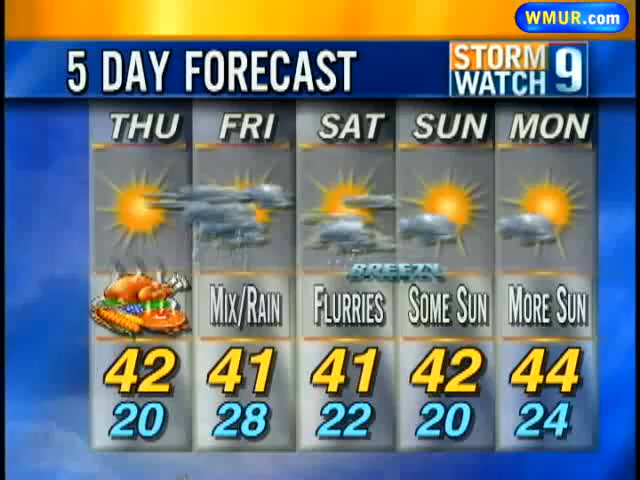 WMUR.com
5 DAY FORECAST
STORM
WATCH 9
THU FRI SAT SUN MON
BREEZY
MIX/RAIN FLURRIES SOME SUN MORE SUN
42 41 41 42 44
20 28 22 20 24